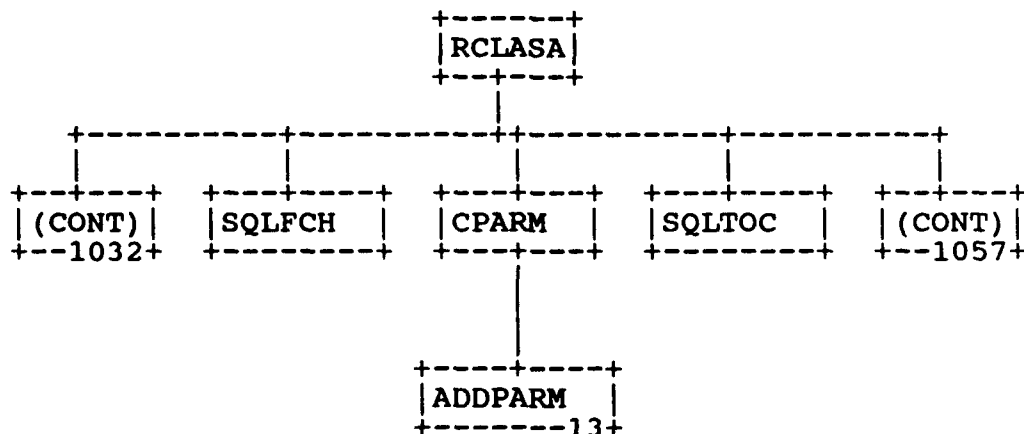 RCLASA
(CONT) SQLFCH CPARM SQLTOC (CONT)
1032 1057
ADDPARM
13